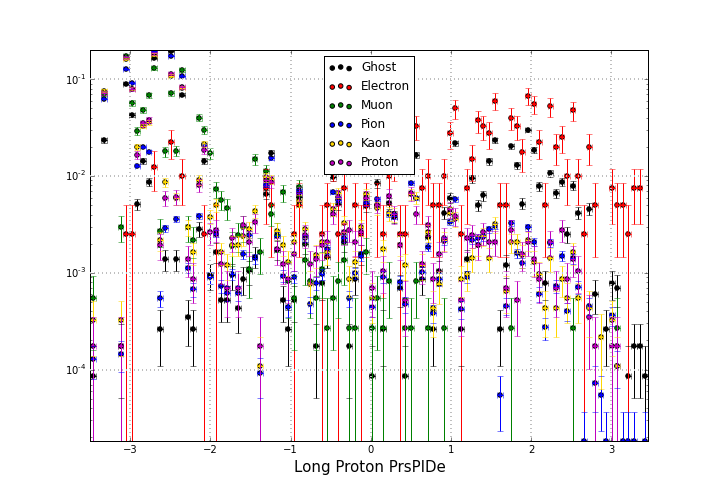 10⁻¹
10⁻²
10⁻³
10⁻⁴
Ghost
Electron
Muon
Pion
Kaon
Proton
−3 −2 −1 0 1 2 3
Long Proton PrsPIDe